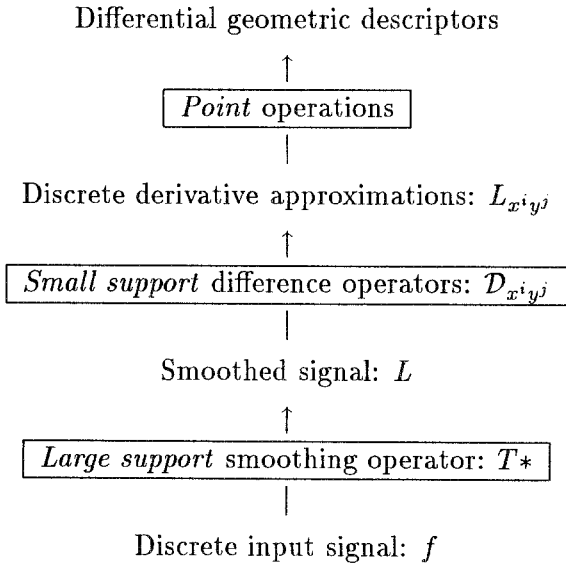 Differential geometric descriptors
Point operations
Discrete derivative approximations: L_{x^i y^j}
Small support difference operators: 𝒟_{x^i y^j}
Smoothed signal: L
Large support smoothing operator: T*
Discrete input signal: f